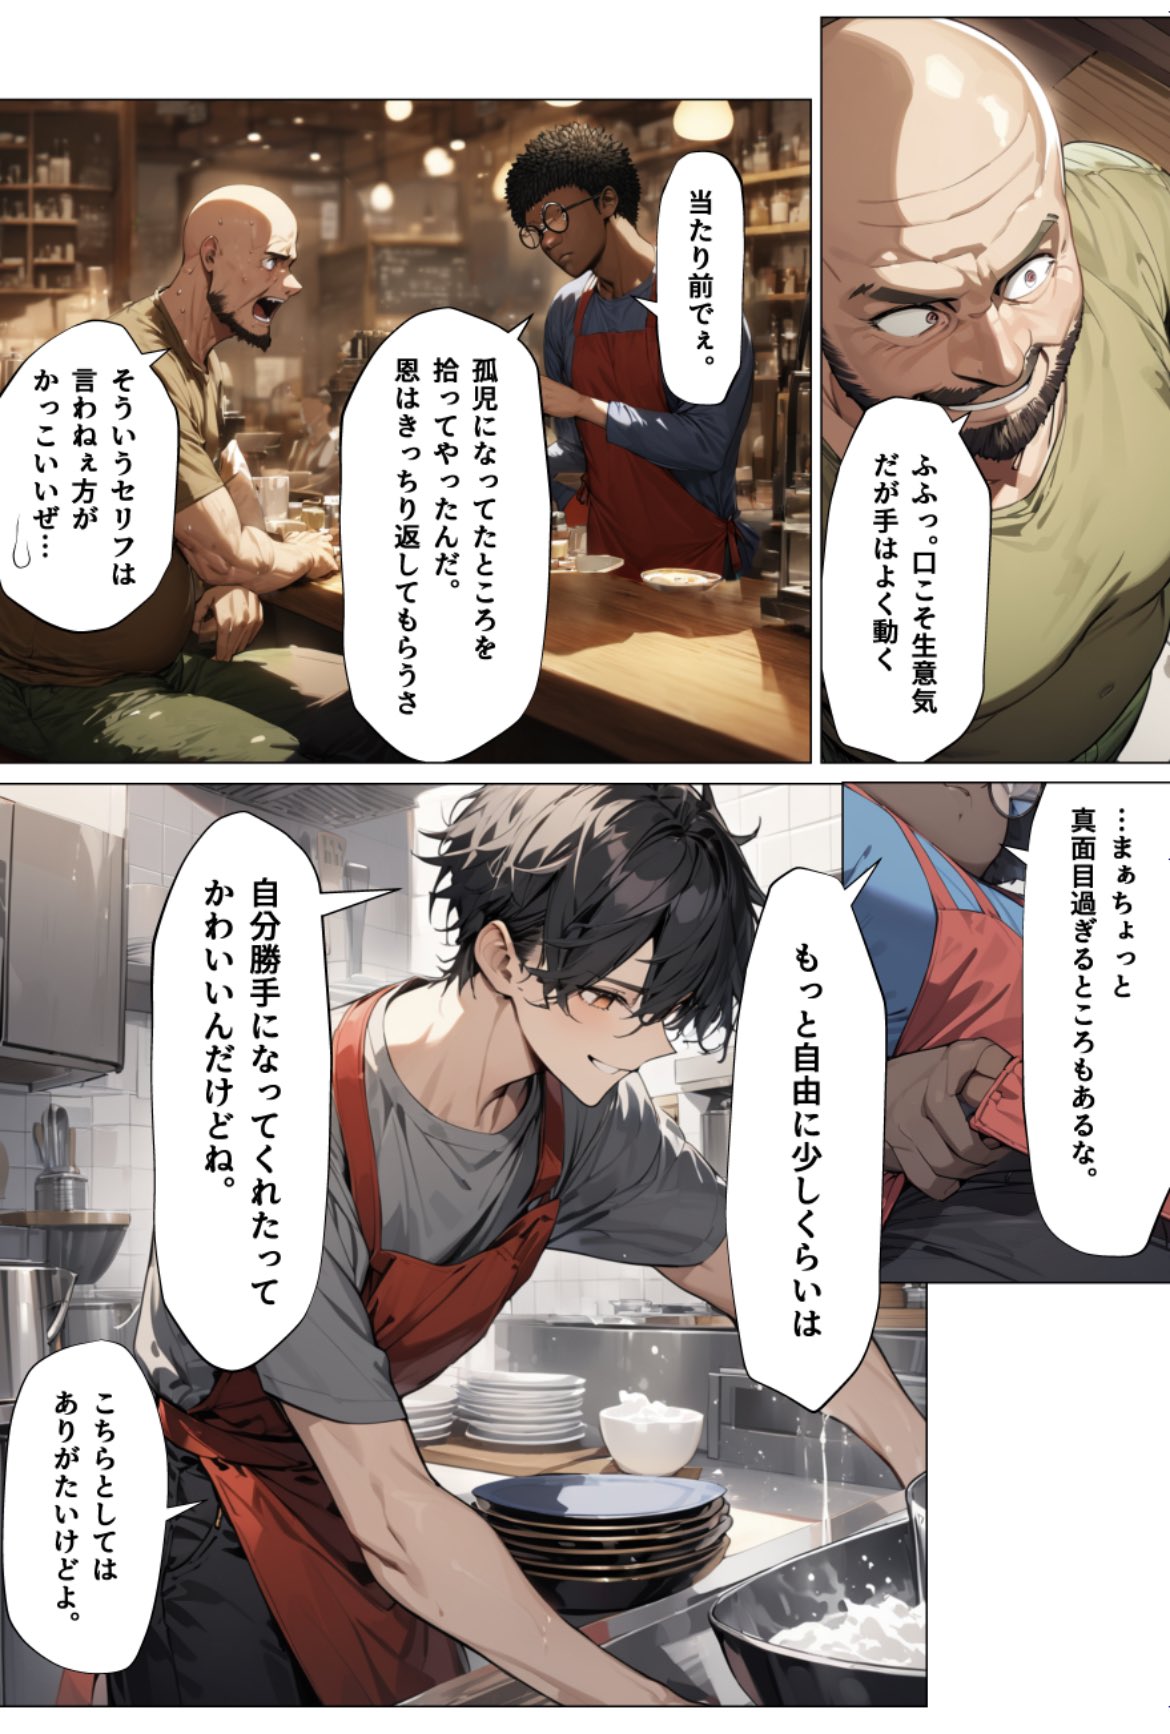 ふふっ。口こそ生意気
だが手はよく動く
当たり前でぇ。
孤児になってたところを
拾ってやったんだ。
恩はきっちり返してもらうさ
そういうセリフは
言わねぇ方が
かっこいいぜ…
…まぁちょっと
真面目過ぎるところもあるな。
もっと自由に少しくらいは
自分勝手になってくれたって
かわいいんだけどね。
こちらとしては
ありがたいけどよ。